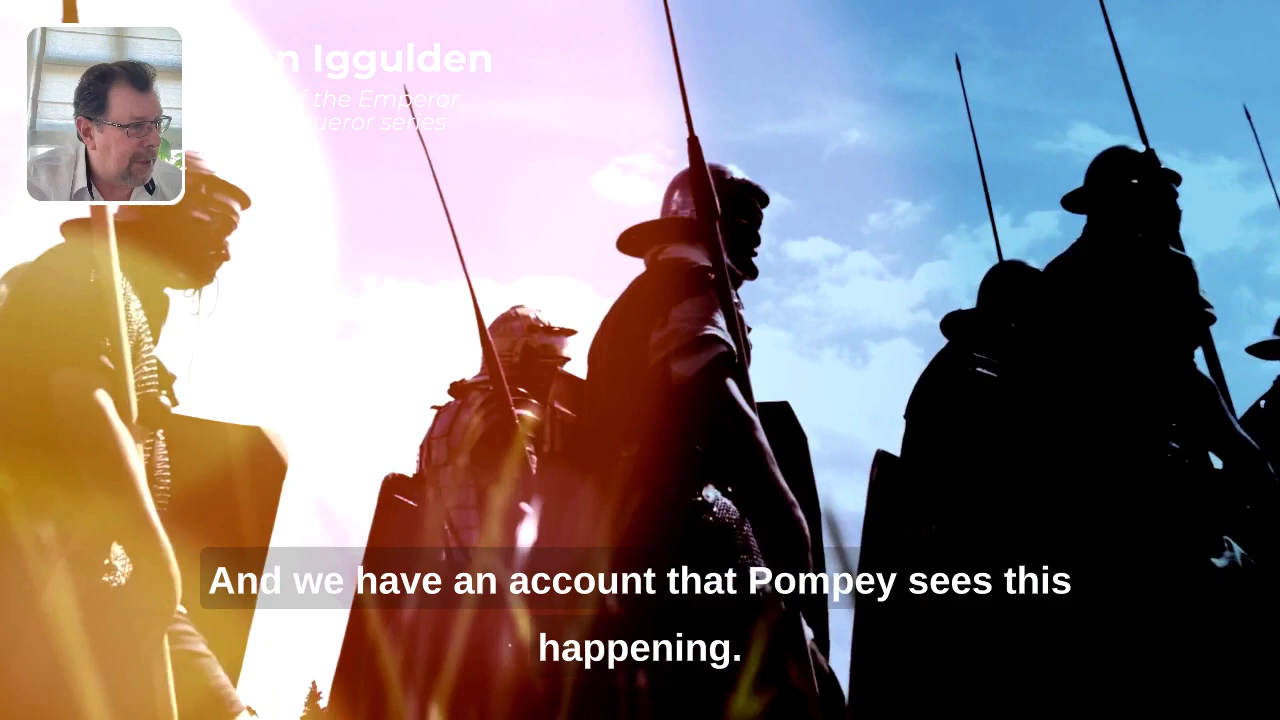 n Iggulden
f the Emperor
ueror series
And we have an account that Pompey sees this
happening.